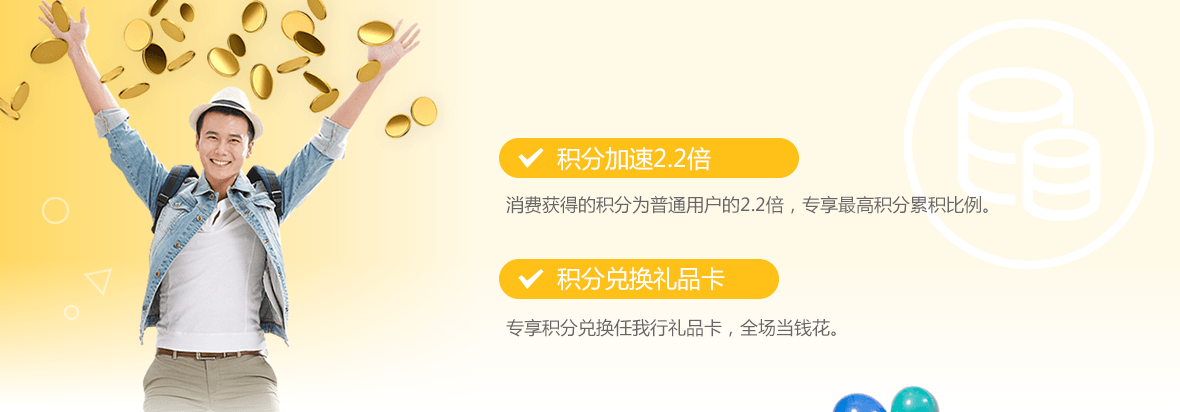 积分加速2.2倍
消费获得的积分为普通用户的2.2倍，专享最高积分累积比例。
积分兑换礼品卡
专享积分兑换任我行礼品卡，全场当钱花。